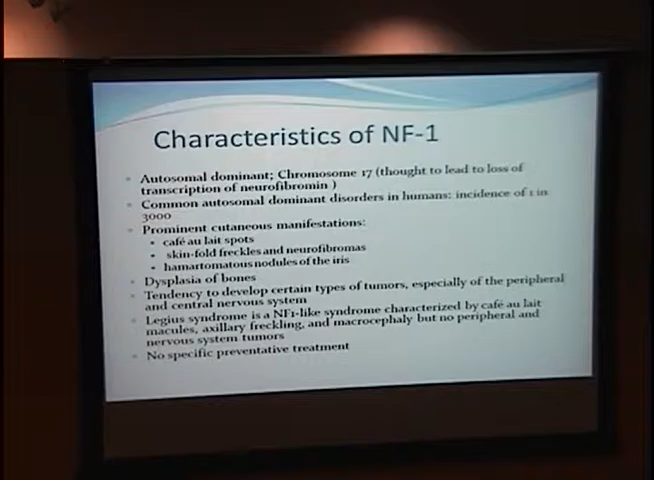 Characteristics of NF-1
• Autosomal dominant; Chromosome 17 (thought to lead to loss of
transcription of neurofibromin )
• Common autosomal dominant disorders in humans: incidence of 1 in
3000
• Prominent cutaneous manifestations:
• café au lait spots
• skin-fold freckles and neurofibromas
• hamartomatous nodules of the iris
• Dysplasia of bones
• Tendency to develop certain types of tumors, especially of the peripheral
and central nervous system
• Legius syndrome is a NF1-like syndrome characterized by café au lait
macules, axillary freckling, and macrocephaly but no peripheral and
nervous system tumors
• No specific preventative treatment